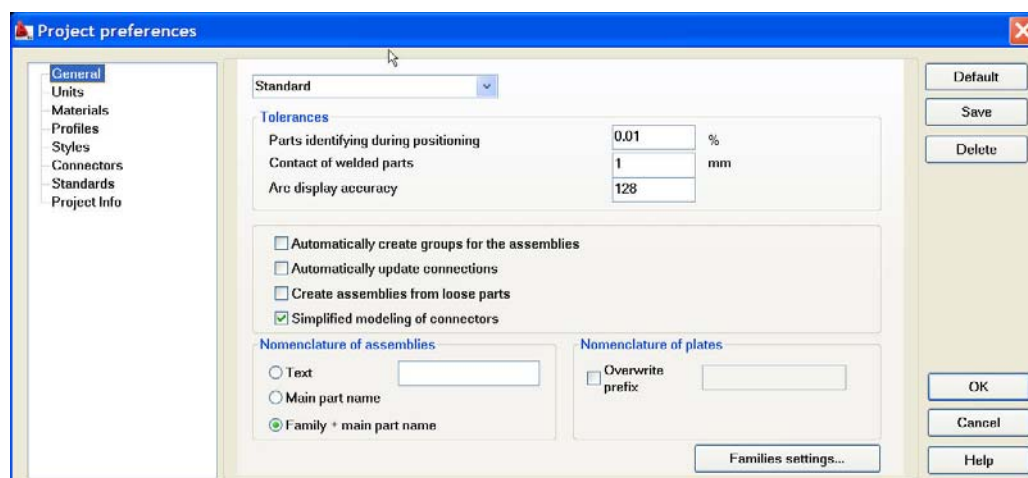 Project preferences
General
Units
Materials
Profiles
Styles
Connectors
Standards
Project Info
Standard
Tolerances
Parts identifying during positioning 0.01 %
Contact of welded parts 1 mm
Arc display accuracy 128
Automatically create groups for the assemblies
Automatically update connections
Create assemblies from loose parts
Simplified modeling of connectors
Nomenclature of assemblies
Text
Main part name
Family + main part name
Nomenclature of plates
Overwrite
prefix
Families settings...
Default
Save
Delete
OK
Cancel
Help